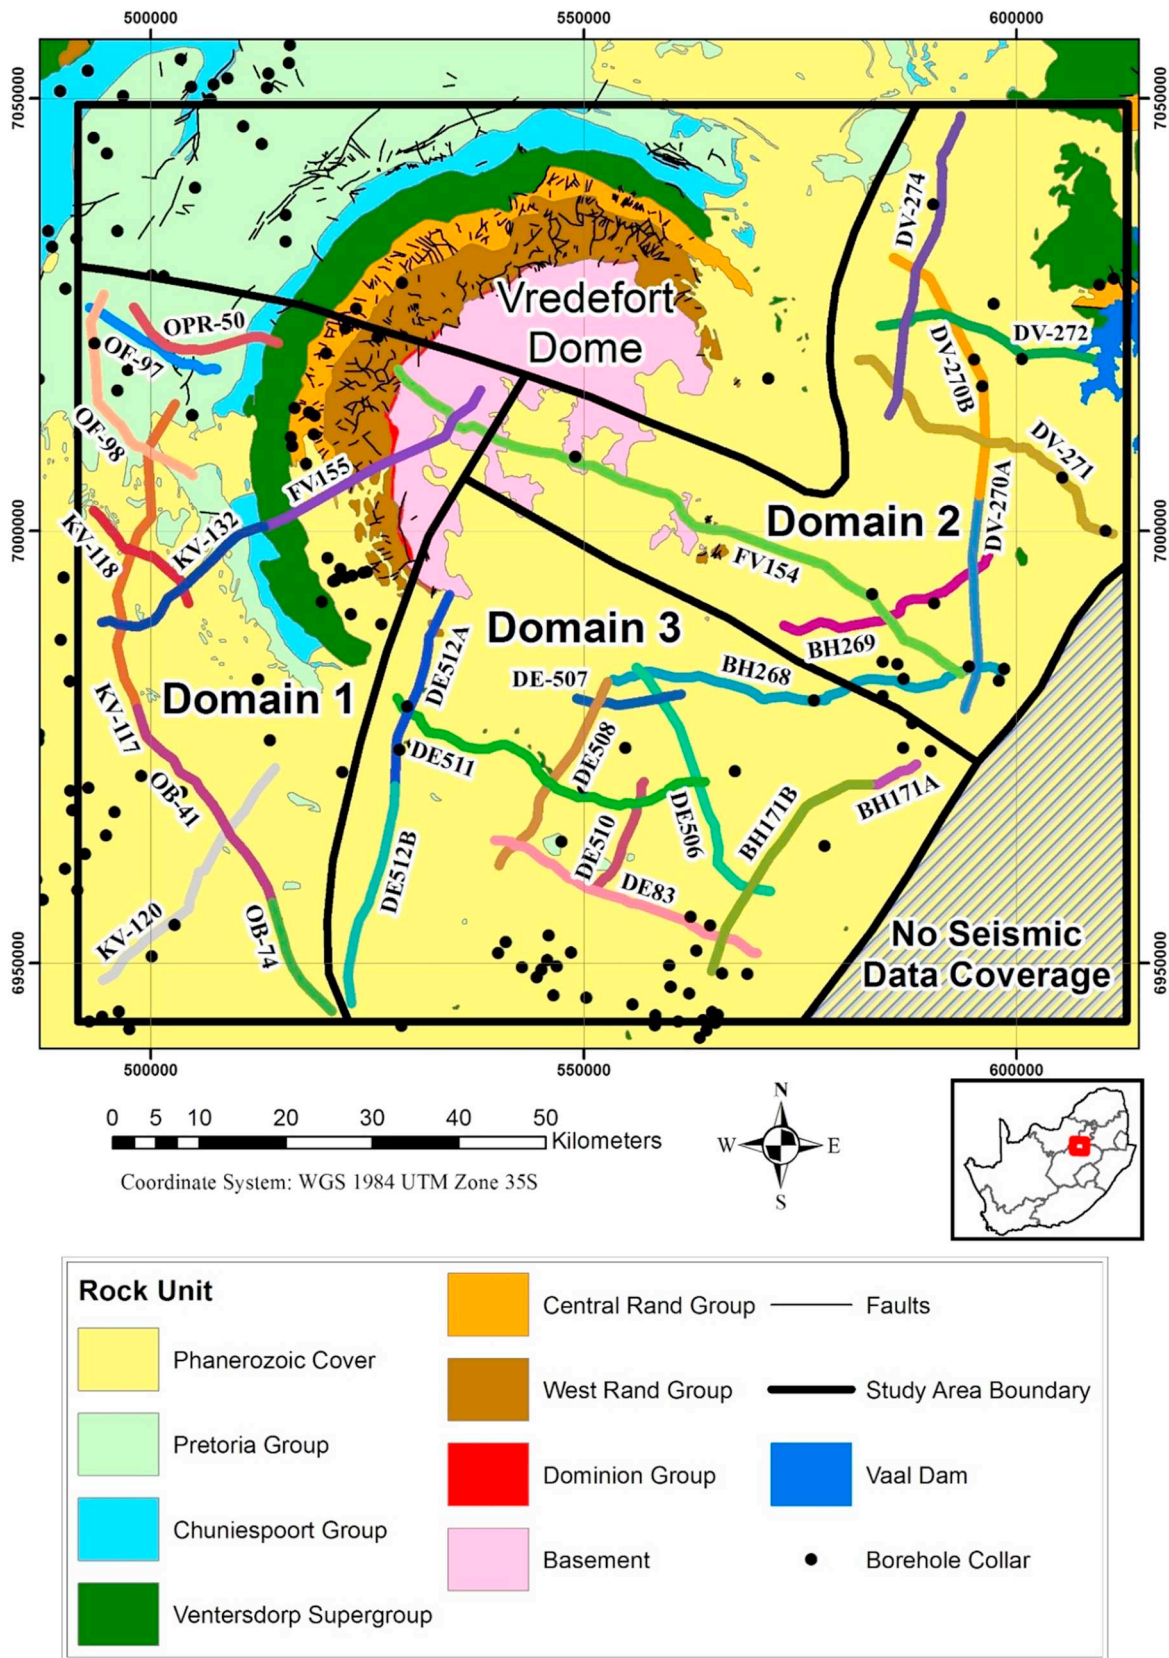 500000
550000
600000
7050000
7050000
DV-274
Vredefort
Dome
OPR-50
OF-97
DV-272
DV-270B
OF-98
DV-271
FV155
DV-270A
KV-132
KV-118
Domain 2
7000000
7000000
FV154
Domain 3
BH269
DE512A
DE-507
BH268
Domain 1
KV-117
DE511
DE508
OB-41
BH171A
BH171B
DE506
DE510
DE512B
DE83
KV-120
OB-74
No Seismic
Data Coverage
6950000
6950000
500000
550000
600000
0 5 10 20 30 40 50
Kilometers
N
W E
S
Coordinate System: WGS 1984 UTM Zone 35S
Rock Unit
Phanerozoic Cover
Pretoria Group
Chuniespoort Group
Ventersdorp Supergroup
Central Rand Group
West Rand Group
Dominion Group
Basement
Faults
Study Area Boundary
Vaal Dam
Borehole Collar